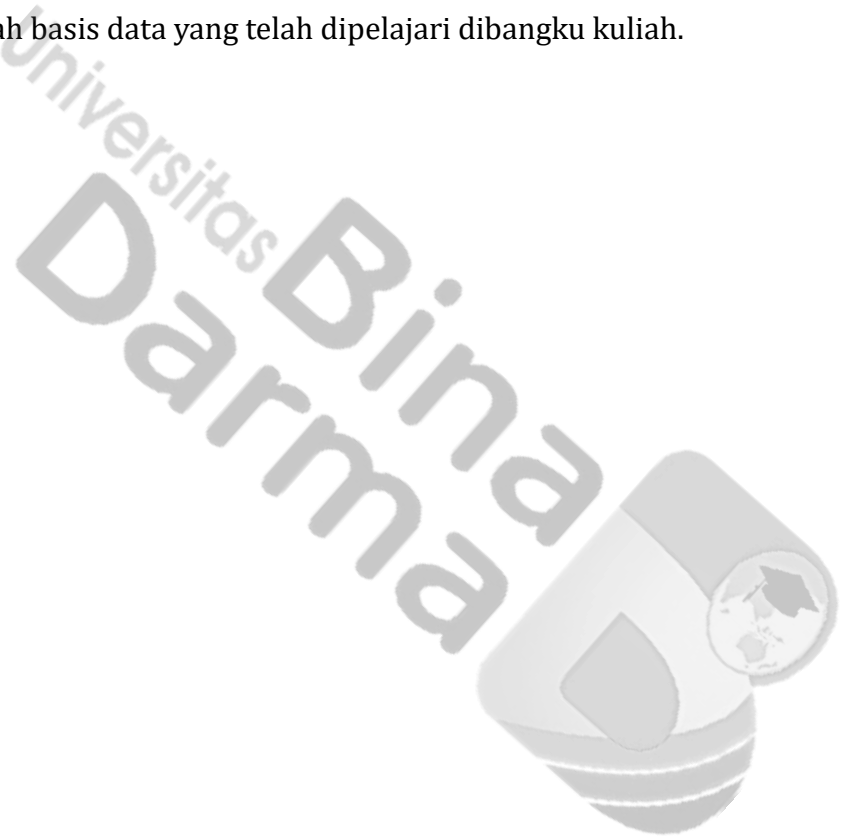 ah basis data yang telah dipelajari dibangku kuliah.
Universitas
Bina
Darma